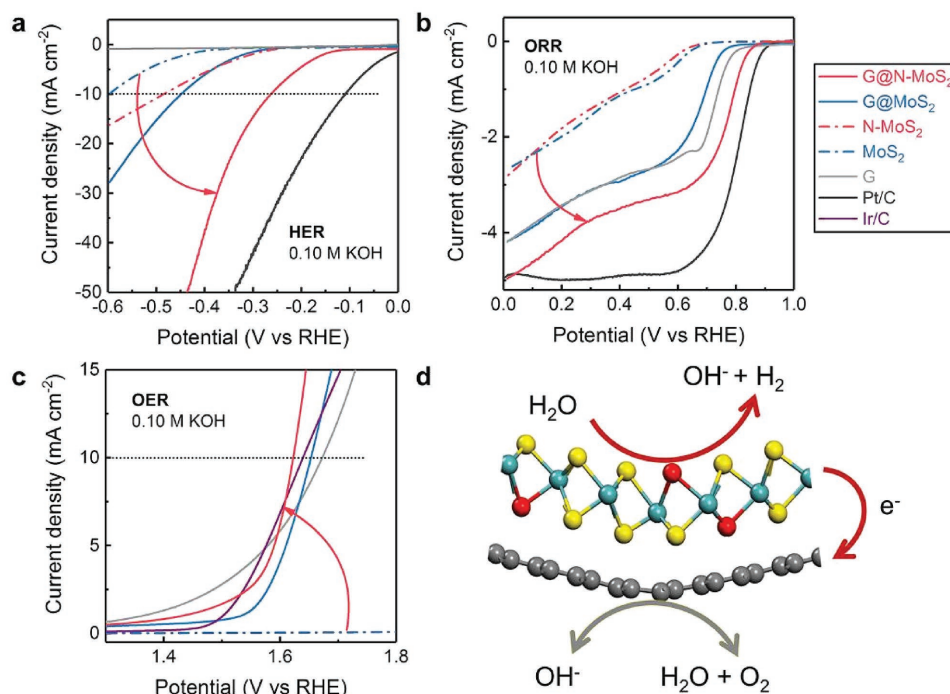 a
0
-10
-20
-30
-40
-50
Current density (mA cm⁻²)
HER
0.10 M KOH
-0.6 -0.5 -0.4 -0.3 -0.2 -0.1 0.0
Potential (V vs RHE)
b
0
-2
-4
Current density (mA cm⁻²)
ORR
0.10 M KOH
0.0 0.2 0.4 0.6 0.8 1.0
Potential (V vs RHE)
G@N-MoS₂
G@MoS₂
N-MoS₂
MoS₂
G
Pt/C
Ir/C
c
15
10
5
0
Current density (mA cm⁻²)
OER
0.10 M KOH
1.4 1.6 1.8
Potential (V vs RHE)
d
OH⁻ + H₂
H₂O
e⁻
OH⁻
H₂O + O₂